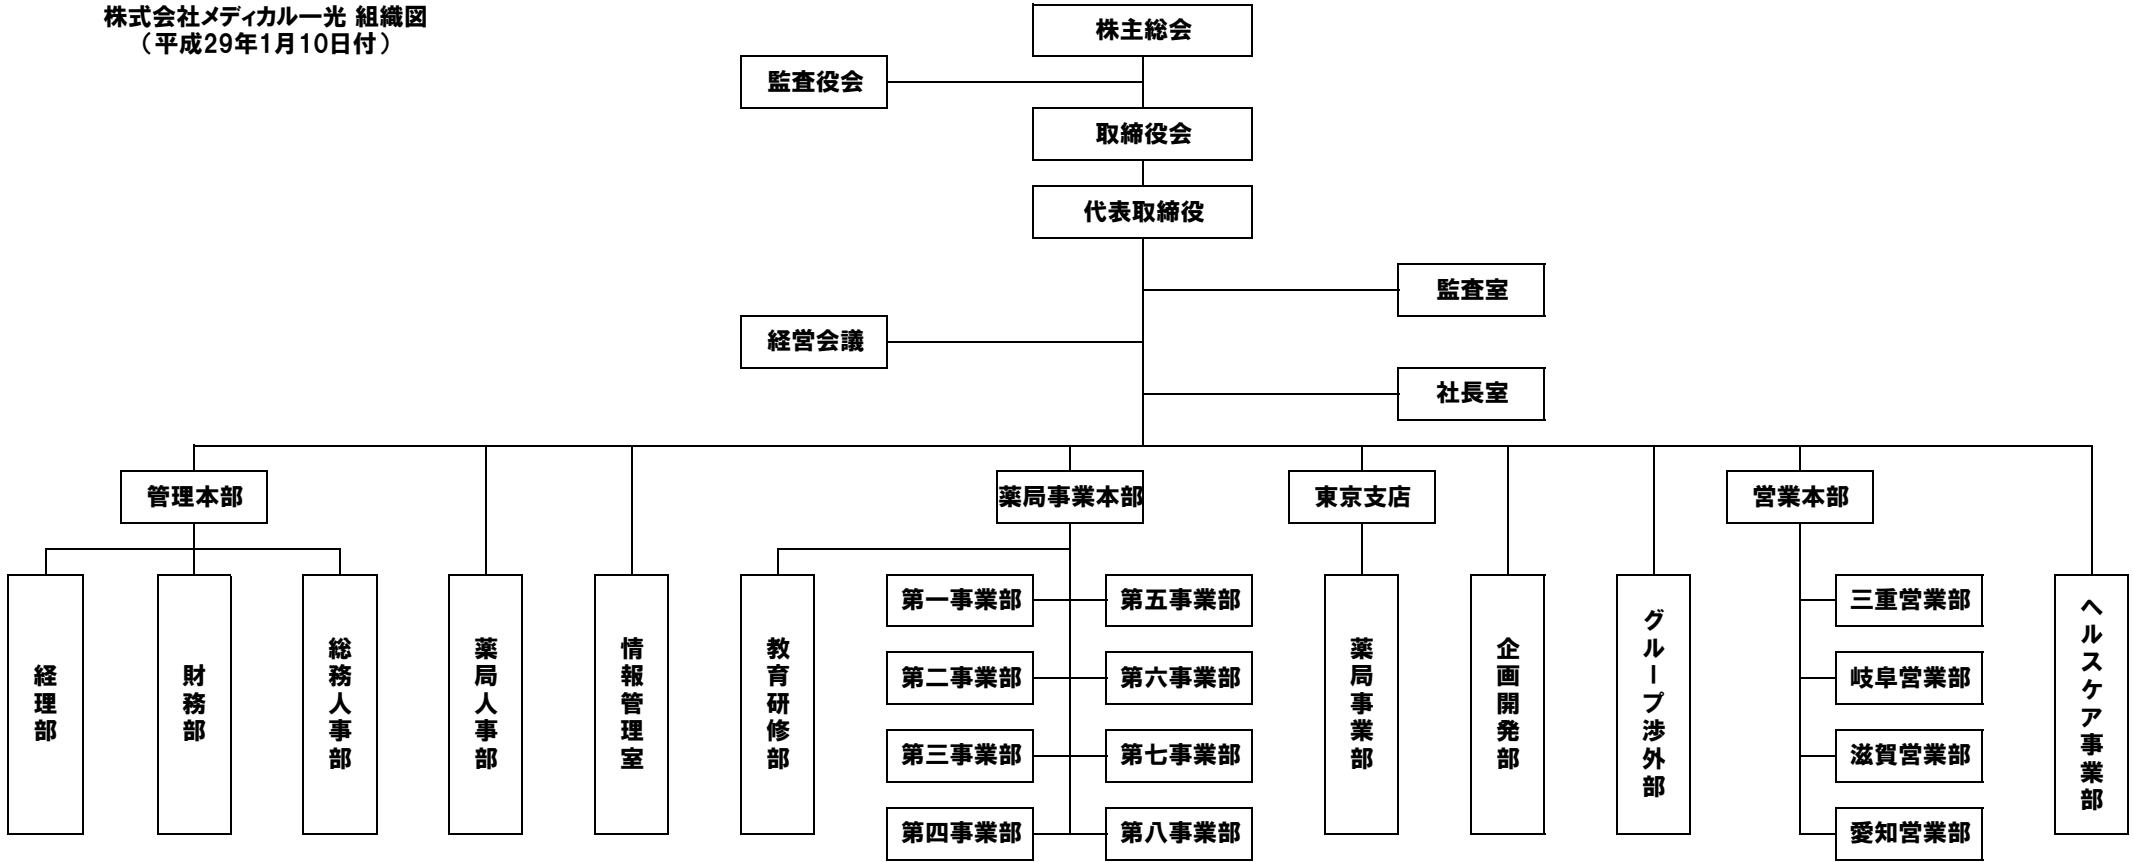 株式会社メディカル一光 組織図
（平成29年1月10日付）
株主総会
監査役会
取締役会
代表取締役
監査室
経営会議
社長室
管理本部
薬局事業本部
東京支店
営業本部
経理部
財務部
総務人事部
薬局人事部
情報管理室
教育研修部
第一事業部
第五事業部
第二事業部
第六事業部
第三事業部
第七事業部
第四事業部
第八事業部
薬局事業部
企画開発部
グループ渉外部
三重営業部
岐阜営業部
滋賀営業部
愛知営業部
ヘルスケア事業部